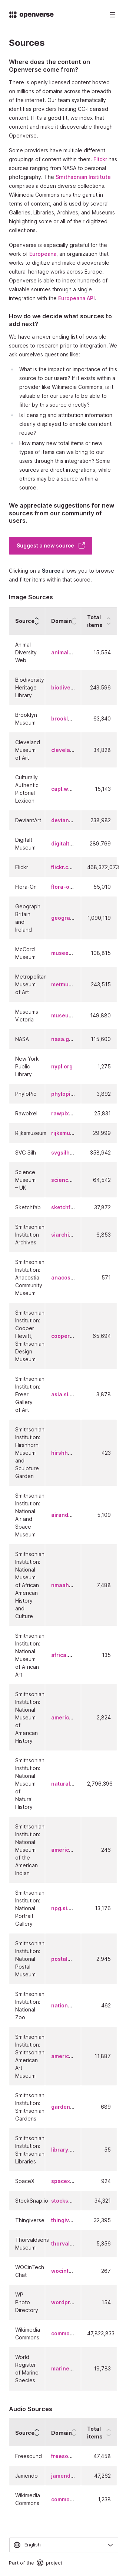 openverse
Sources
Where does the content on
Openverse come from?
There is openly licensed content hosted
on millions of domains across the
breadth of the internet. Our systematically
identifies providers hosting CC-licensed
content. If it's a good fit, we work to make
that content make it discoverable through
Openverse.
Some providers have multiple different
groupings of content within them. Flickr has
sources ranging from NASA to personal
photography. The Smithsonian Institute
comprises a dozen diverse collections.
Wikimedia Commons runs the gamut in
terms of content, and is used by several
Galleries, Libraries, Archives, and Museums
highlighting some or all of their digitized
collections.
Openverse is especially grateful for the
work of Europeana, an organization that
works to digitize and make discoverable
cultural heritage works across Europe.
Openverse is able to index hundreds of
valuable sources, through a single
integration with the Europeana API.
How do we decide what sources to
add next?
We have a never ending list of possible
sources to research prior to integration. We
ask ourselves questions like:
What is the impact or importance of this
source to our users? If it exists within a
provider like Wikimedia Commons, is it
valuable for our users to be able to
filter by this source directly?
Is licensing and attribution information
clearly displayed to enable confident
reuse?
How many new total items or new
types of items can we bring to our
users through this integration? Some
sources are direct integrations, while
others may be a source within a source.
We appreciate suggestions for new
sources from our community of
users.
Suggest a new source
Clicking on a Source allows you to browse
and filter items within that source.
Image Sources
Source Domain Total items
Animal Diversity Web animal... 15,554
Biodiversity Heritage Library biodive... 243,596
Brooklyn Museum brookl... 63,340
Cleveland Museum of Art clevela... 34,828
Culturally Authentic Pictorial Lexicon capl.w... 15,143
DeviantArt devian... 238,982
Digitalt Museum digitalt... 289,769
Flickr flickr.c... 468,372,073
Flora-On flora-o... 55,010
Geograph Britain and Ireland geogra... 1,090,119
McCord Museum musee... 108,815
Metropolitan Museum of Art metmu... 243,515
Museums Victoria museu... 149,880
NASA nasa.g... 115,600
New York Public Library nypl.org 1,275
PhyloPic phylopi... 3,892
Rawpixel rawpix... 25,831
Rijksmuseum rijksmu... 29,999
SVG Silh svgsilh... 358,942
Science Museum – UK scienc... 64,542
Sketchfab sketchf... 37,872
Smithsonian Institution Archives siarchi... 6,853
Smithsonian Institution: Anacostia Community Museum anacos... 571
Smithsonian Institution: Cooper Hewitt, Smithsonian Design Museum cooper... 65,694
Smithsonian Institution: Freer Gallery of Art asia.si.... 3,678
Smithsonian Institution: Hirshhorn Museum and Sculpture Garden hirshh... 423
Smithsonian Institution: National Air and Space Museum airand... 5,109
Smithsonian Institution: National Museum of African American History and Culture nmaah... 7,488
Smithsonian Institution: National Museum of African Art africa.... 135
Smithsonian Institution: National Museum of American History americ... 2,824
Smithsonian Institution: National Museum of Natural History natural... 2,796,396
Smithsonian Institution: National Museum of the American Indian americ... 246
Smithsonian Institution: National Portrait Gallery npg.si.... 13,176
Smithsonian Institution: National Postal Museum postal... 2,945
Smithsonian Institution: National Zoo nation... 462
Smithsonian Institution: Smithsonian American Art Museum americ... 11,887
Smithsonian Institution: Smithsonian Gardens garden... 689
Smithsonian Institution: Smithsonian Libraries library.... 55
SpaceX spacex... 924
StockSnap.io stocks... 34,321
Thingiverse thingiv... 32,395
Thorvaldsens Museum thorval... 5,356
WOCinTech Chat wocint... 267
WP Photo Directory wordpr... 154
Wikimedia Commons commo... 47,823,833
World Register of Marine Species marine... 19,783
Audio Sources
Source Domain Total items
Freesound freeso... 47,458
Jamendo jamend... 47,262
Wikimedia Commons commo... 1,238
English
Part of the project